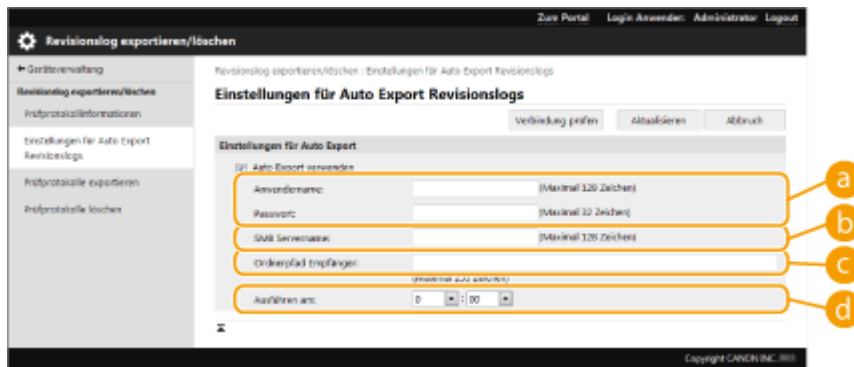 Zum Portal Login Anwender: Administrator Logout
Revisionslog exportieren/löschen
Geräteverwaltung
Revisionslog exportieren/löschen : Einstellungen für Auto Export Revisionslogs
Revisionslog exportieren/löschen
Einstellungen für Auto Export Revisionslogs
Prüfprotokollinformationen
Verbindung prüfen Aktualisieren Abbruch
Einstellungen für Auto Export Revisionslogs
Einstellungen für Auto Export
Auto Export verwenden
Prüfprotokolle exportieren
Anwendername: (Maximal 128 Zeichen)
a
Prüfprotokolle löschen
Passwort: (Maximal 32 Zeichen)
b
SMB Servername: (Maximal 128 Zeichen)
Ordnerpfad Empfänger:
c
Ausführen am: 0 : 00
d
Copyright CANON INC.